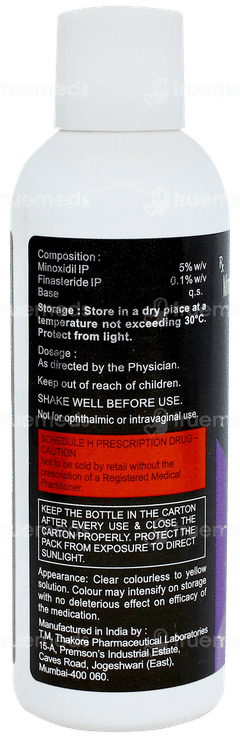 Composition :
Minoxidil IP 5% w/v
Finasteride IP 0.1% w/v
Base q.s.
Storage : Store in a dry place at a
temperature not exceeding 30°C.
Protect from light.
Dosage :
As directed by the Physician.
Keep out of reach of children.
SHAKE WELL BEFORE USE.
Not for ophthalmic or intravaginal use.
SCHEDULE H PRESCRIPTION DRUG –
CAUTION
Not to be sold by retail without the
prescription of a Registered Medical
Practitioner.
KEEP THE BOTTLE IN THE CARTON
AFTER EVERY USE & CLOSE THE
CARTON PROPERLY. PROTECT THE
PACK FROM EXPOSURE TO DIRECT
SUNLIGHT.
Appearance: Clear colourless to yellow
solution. Colour may intensify on storage
with no deleterious effect on efficacy of
the medication.
Manufactured in India by :
T.M. Thakore Pharmaceutical Laboratories
15-A, Premson's Industrial Estate,
Caves Road, Jogeshwari (East),
Mumbai-400 060.
truemeds